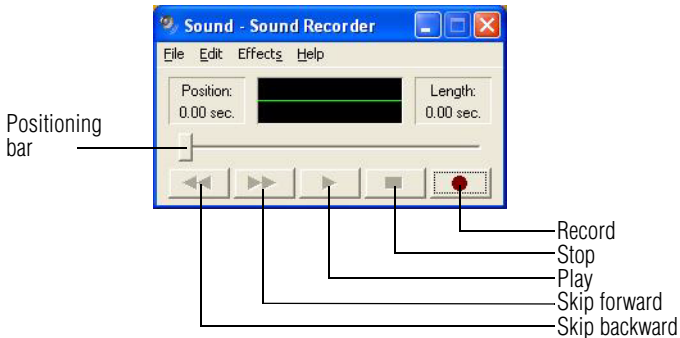 Sound - Sound Recorder
File Edit Effects Help
Position:
0.00 sec.
Length:
0.00 sec.
Positioning
bar
Record
Stop
Play
Skip forward
Skip backward